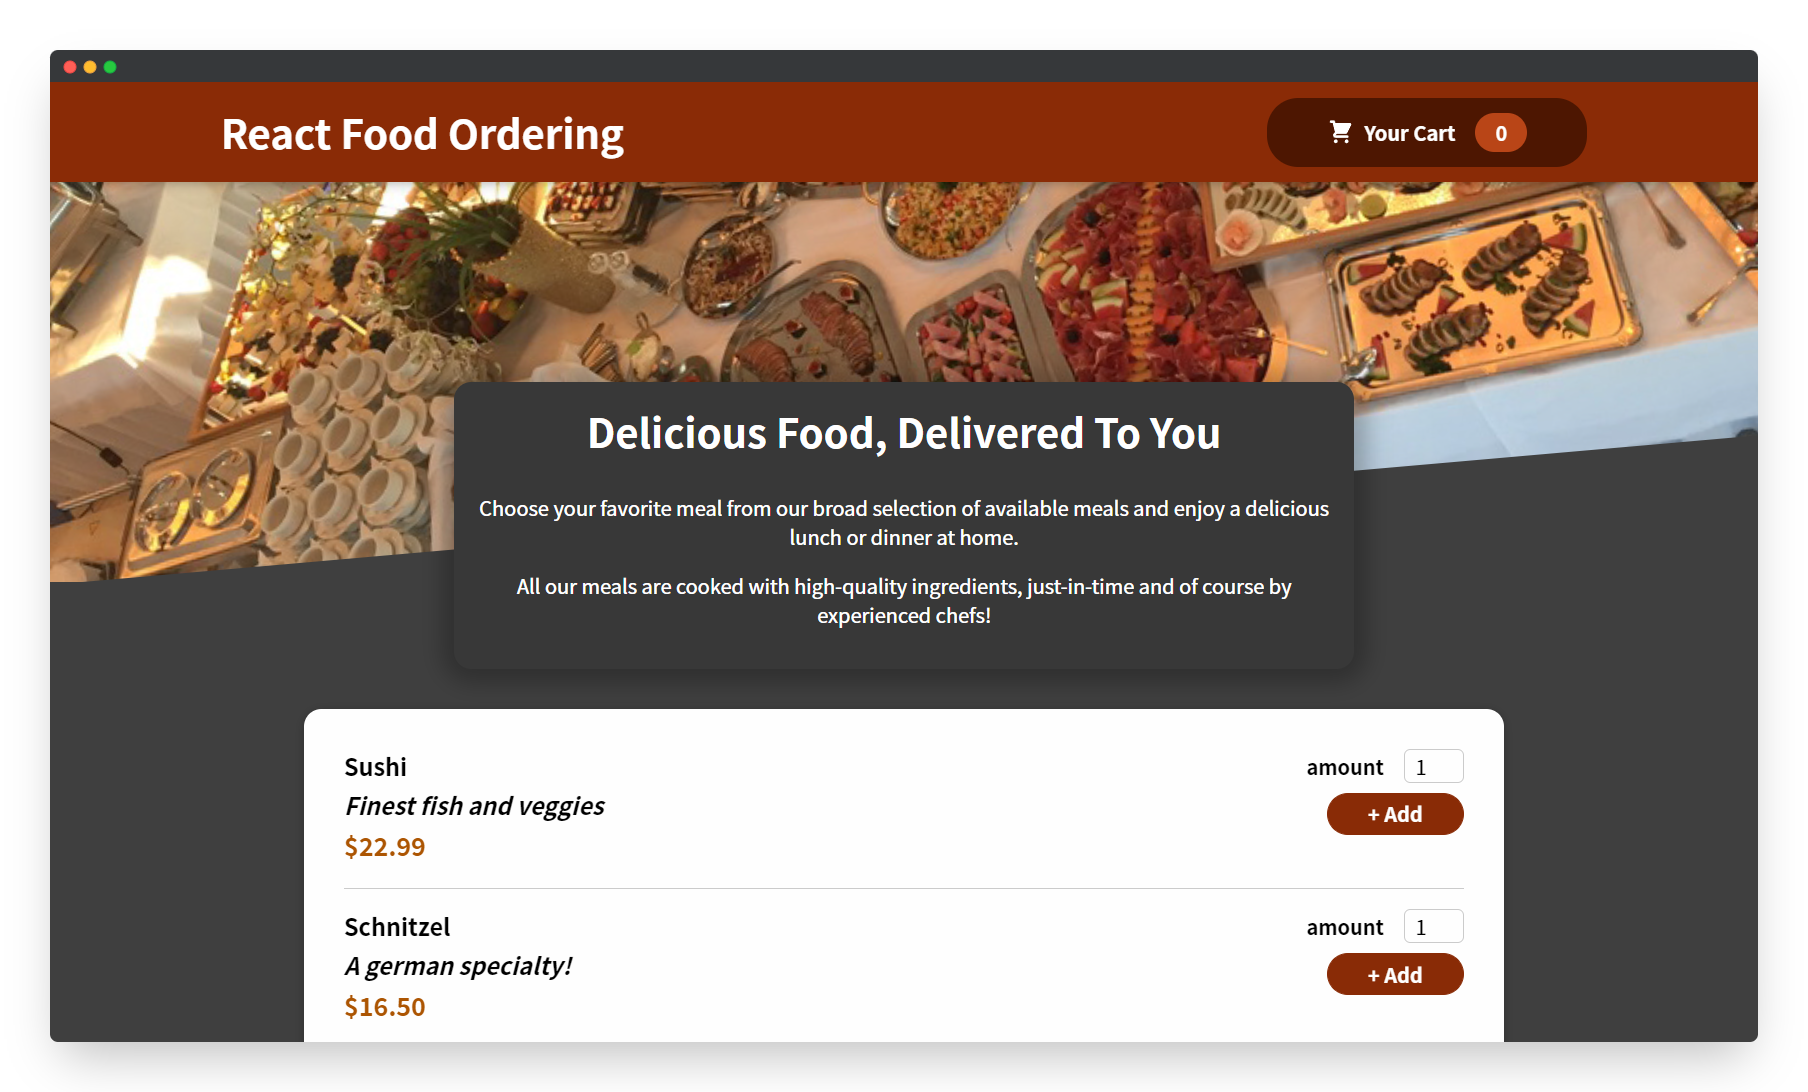 React Food Ordering
Your Cart 0
Delicious Food, Delivered To You
Choose your favorite meal from our broad selection of available meals and enjoy a delicious
lunch or dinner at home.
All our meals are cooked with high-quality ingredients, just-in-time and of course by
experienced chefs!
Sushi
amount 1
Finest fish and veggies
+ Add
$22.99
Schnitzel
amount 1
A german specialty!
+ Add
$16.50